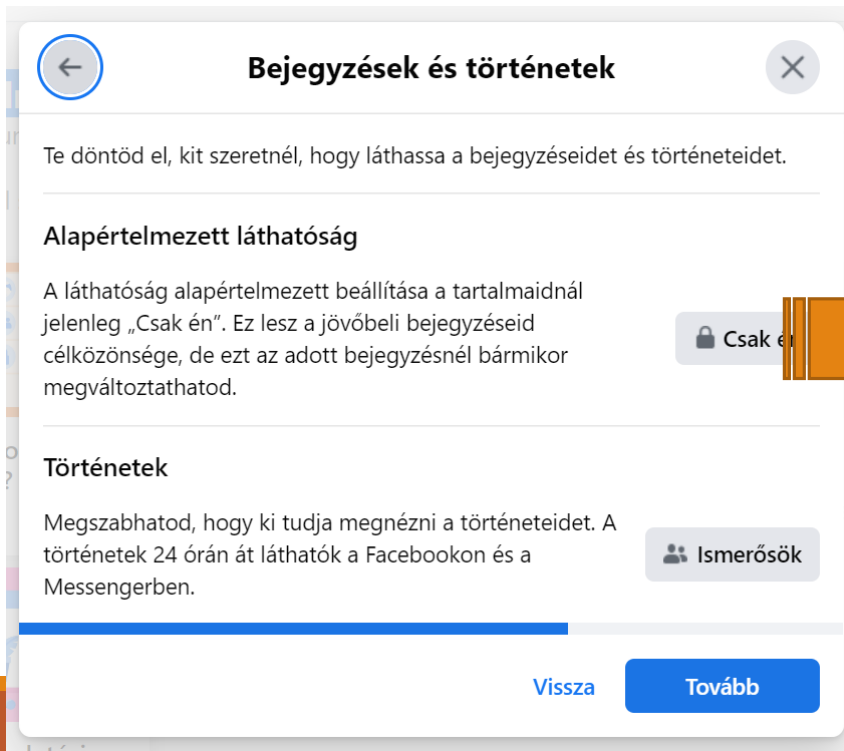 Bejegyzések és történetek
Te döntöd el, kit szeretnél, hogy láthassa a bejegyzéseidet és történeteidet.
Alapértelmezett láthatóság
A láthatóság alapértelmezett beállítása a tartalmaidnál
jelenleg „Csak én”. Ez lesz a jövőbeli bejegyzéseid
célközönsége, de ezt az adott bejegyzésnél bármikor
megváltoztathatod.
Csak én
Történetek
Megszabhatod, hogy ki tudja megnézni a történeteidet. A
történetek 24 órán át láthatók a Facebookon és a
Messengerben.
Ismerősök
Vissza
Tovább